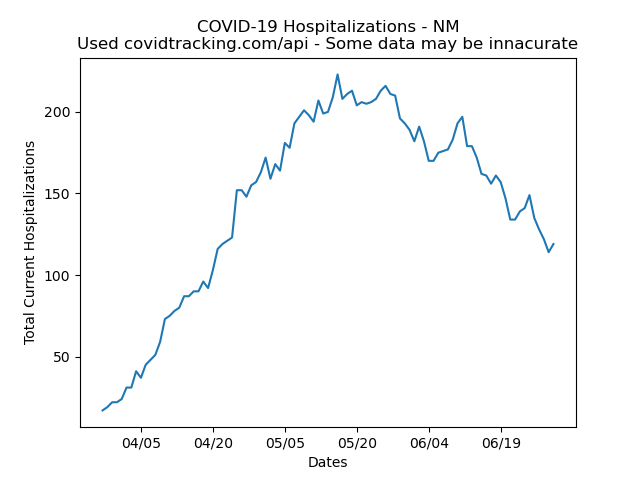 COVID-19 Hospitalizations - NM
Used covidtracking.com/api - Some data may be innacurate
Total Current Hospitalizations
200
150
100
50
04/05 04/20 05/05 05/20 06/04 06/19
Dates